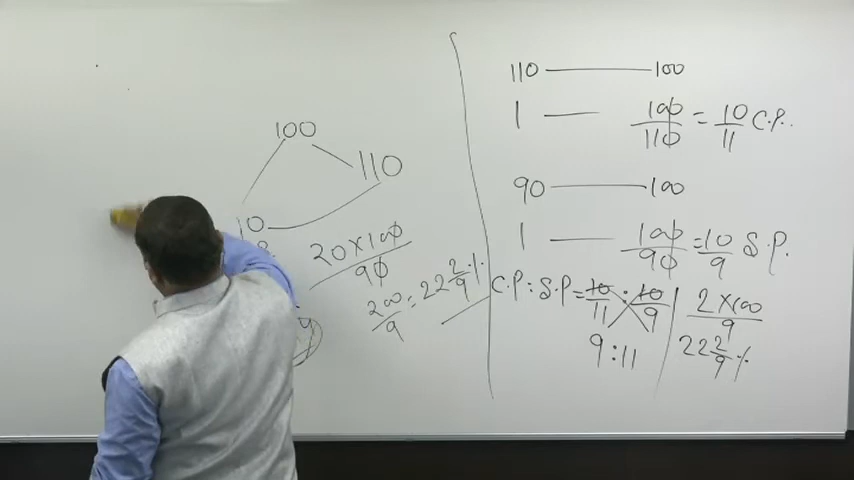 100
110
10
20×100/90
200/9 = 22 2/9 %
110 — 100
1 — 100/110 = 10/11 C.P.
90 — 100
1 — 100/90 = 10/9 S.P.
C.P : S.P = 10/11 : 10/9
9 : 11
2×100/9
22 2/9 %